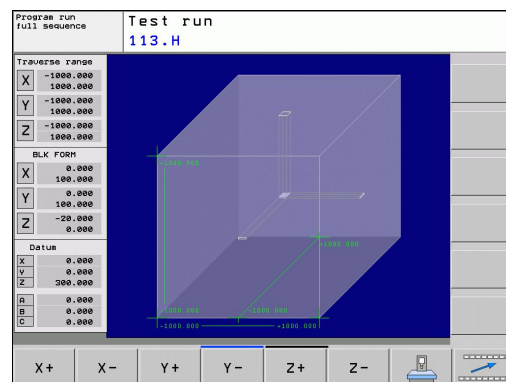 Program run
full sequence
Test run
113.H
Traverse range
X -1000.000
1000.000
Y -1000.000
1000.000
Z -1000.000
1000.000
BLK FORM
X 0.000
100.000
Y 0.000
100.000
Z -20.000
0.000
Datum
X 0.000
Y 0.000
Z 300.000
A 0.000
B 0.000
C 0.000
+1000.000
+1000.000
-1000.000
-1000.000
-1000.000
+1000.000
X+ X- Y+ Y- Z+ Z-